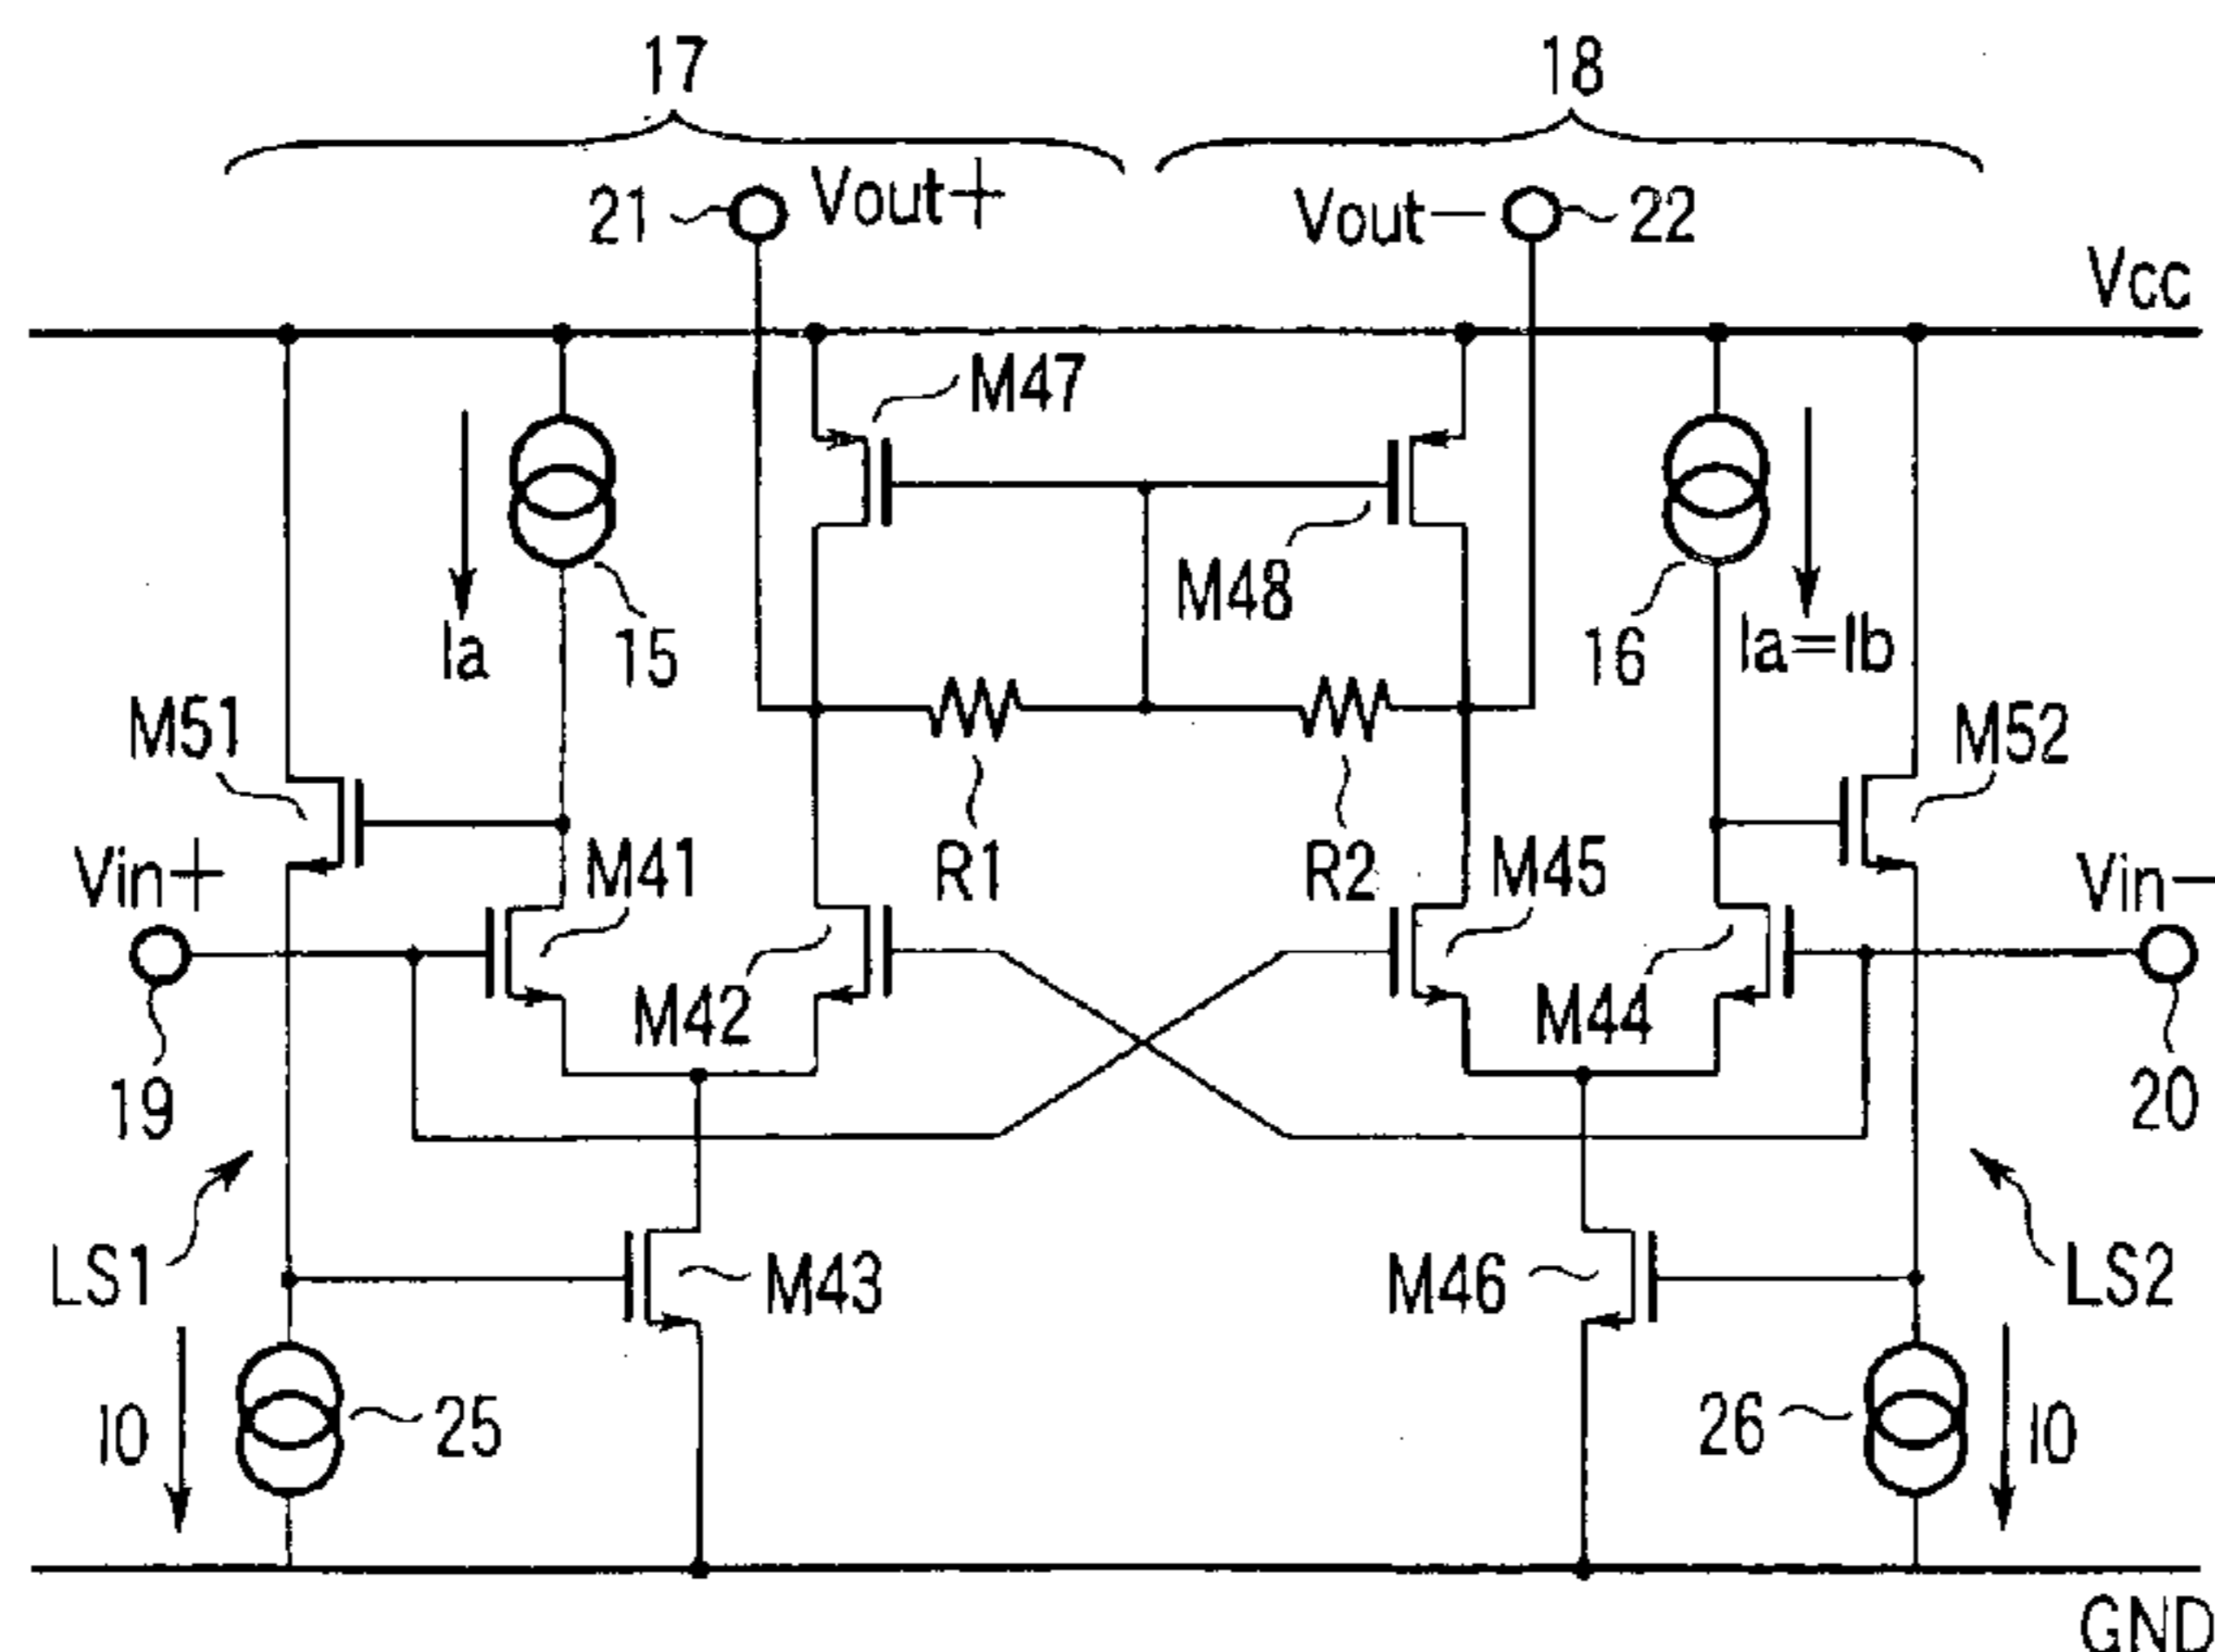 17 18
21 Vout+ Vout− 22
Vcc
M47
M48
Ia 15 16 Ia=Ib
M51 M52
Vin+ M41 R1 R2 M45 Vin−
M42 M44
19 20
LS1 M43 M46 LS2
I0 25 26 I0
GND